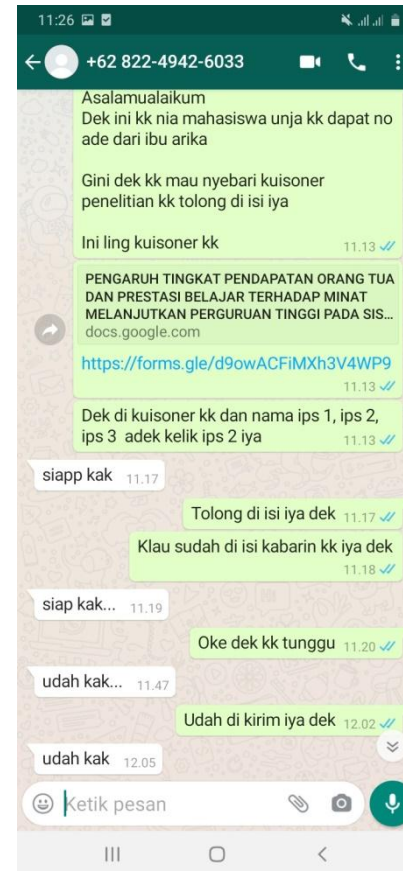 11:26
+62 822-4942-6033
Asalamualaikum
Dek ini kk nia mahasiswa unja kk dapat no
ade dari ibu arika
Gini dek kk mau nyebari kuisoner
penelitian kk tolong di isi iya
Ini ling kuisoner kk
11.13
PENGARUH TINGKAT PENDAPATAN ORANG TUA
DAN PRESTASI BELAJAR TERHADAP MINAT
MELANJUTKAN PERGURUAN TINGGI PADA SIS...
docs.google.com
https://forms.gle/d9owACFiMXh3V4WP9
11.13
Dek di kuisoner kk dan nama ips 1, ips 2,
ips 3 adek kelik ips 2 iya 11.13
siapp kak 11.17
Tolong di isi iya dek 11.17
Klau sudah di isi kabarin kk iya dek
11.18
siap kak... 11.19
Oke dek kk tunggu 11.20
udah kak... 11.47
Udah di kirim iya dek 12.02
udah kak 12.05
Ketik pesan